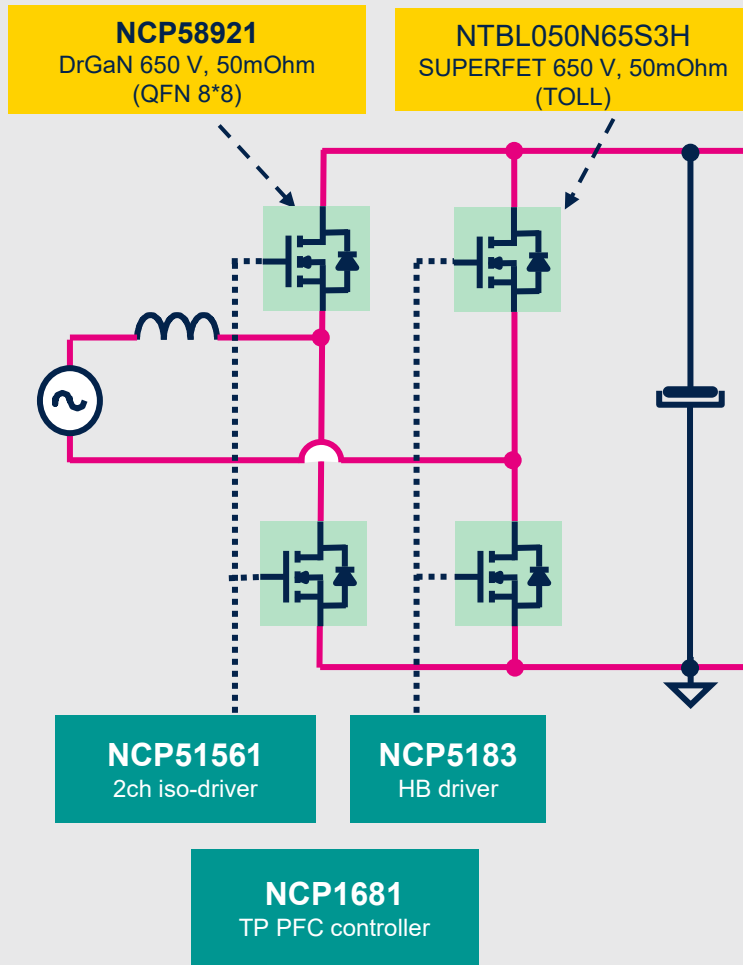 NCP58921
DrGaN 650 V, 50mOhm
(QFN 8*8)
NTBL050N65S3H
SUPERFET 650 V, 50mOhm
(TOLL)
NCP51561
2ch iso-driver
NCP5183
HB driver
NCP1681
TP PFC controller